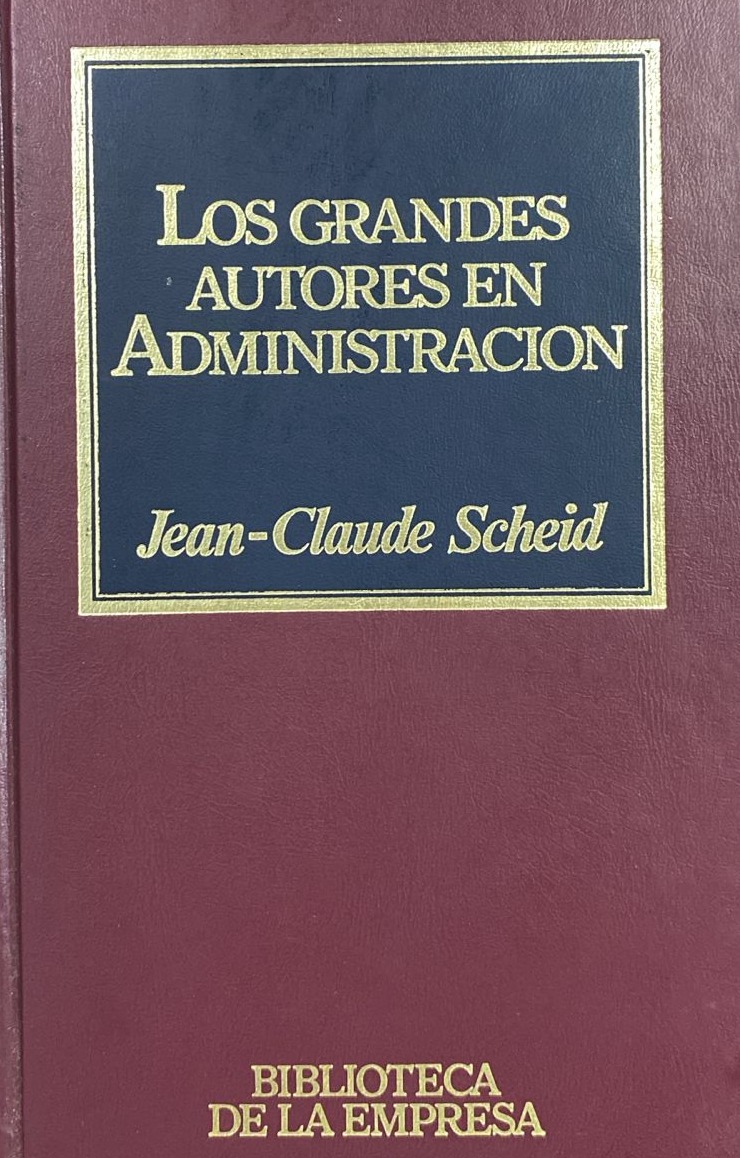 LOS GRANDES
AUTORES EN
ADMINISTRACION
Jean-Claude Scheid
BIBLIOTECA
DE LA EMPRESA